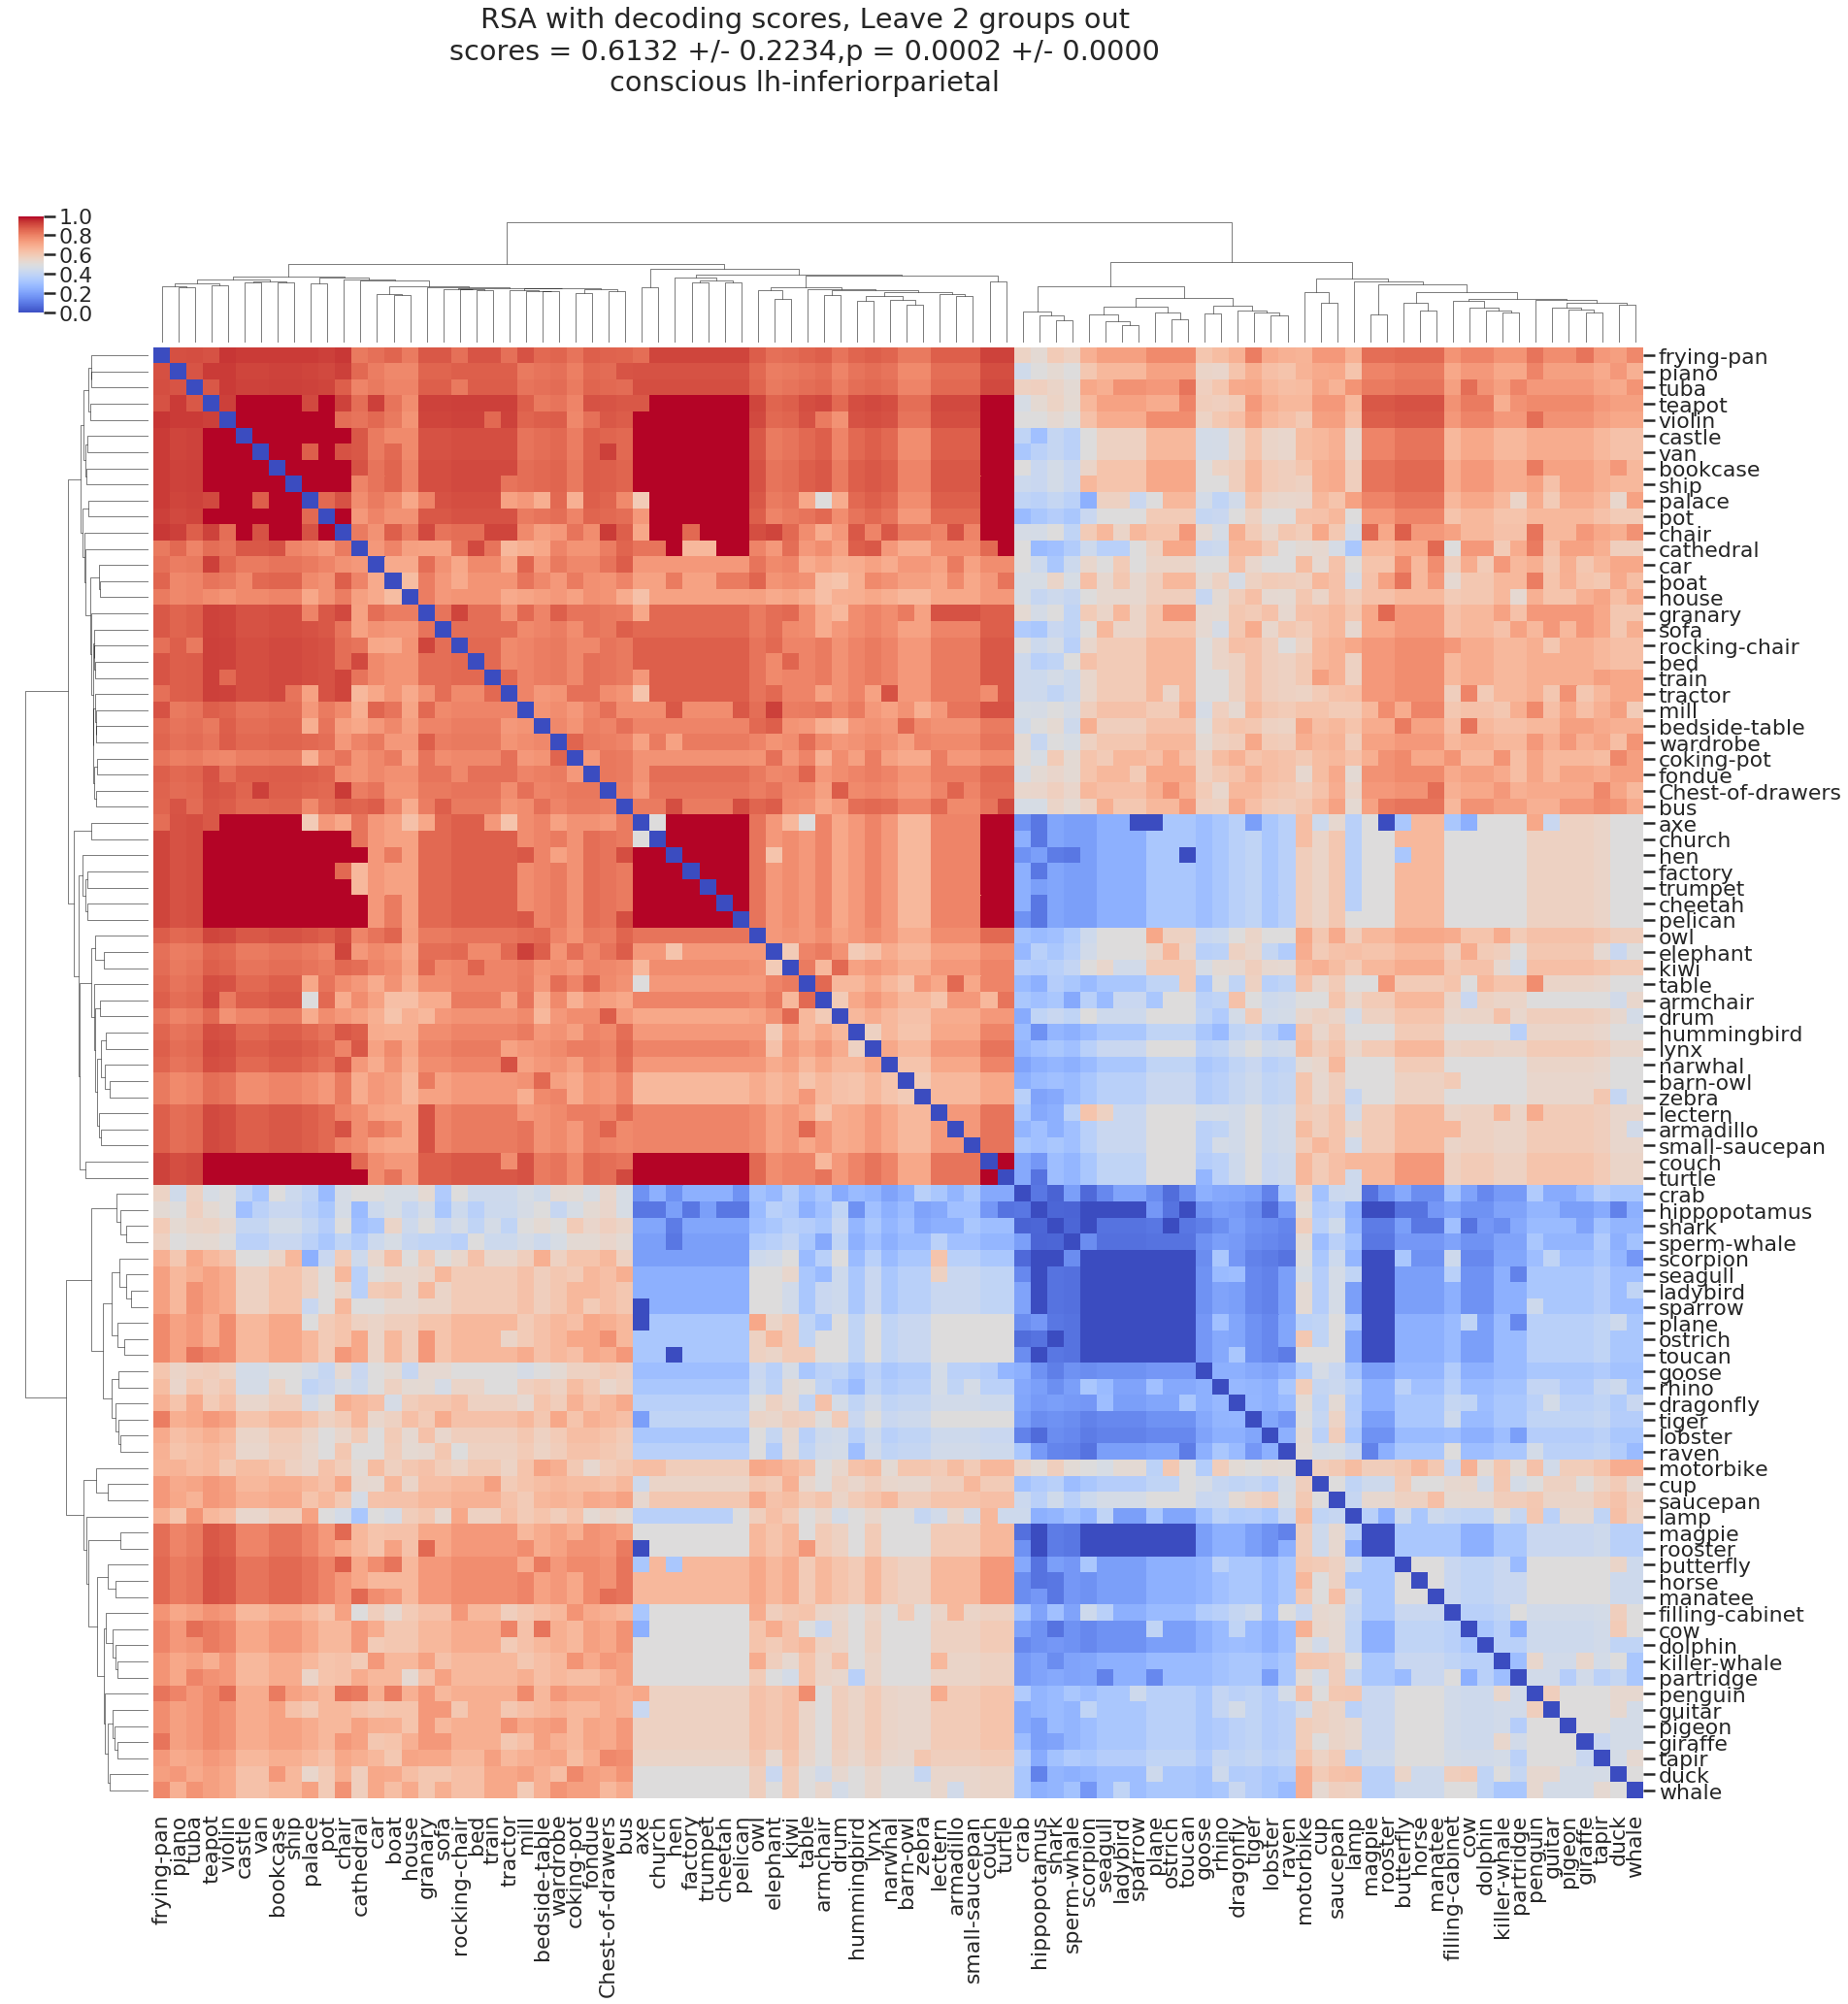 RSA with decoding scores, Leave 2 groups out
scores = 0.6132 +/- 0.2234,p = 0.0002 +/- 0.0000
conscious lh-inferiorparietal
1.0
0.8
0.6
0.4
0.2
0.0
frying-pan
piano
tuba
teapot
violin
castle
van
bookcase
ship
palace
pot
chair
cathedral
car
boat
house
granary
sofa
rocking-chair
bed
train
tractor
mill
bedside-table
wardrobe
coking-pot
fondue
Chest-of-drawers
bus
axe
church
hen
factory
trumpet
cheetah
pelican
owl
elephant
kiwi
table
armchair
drum
hummingbird
lynx
narwhal
barn-owl
zebra
lectern
armadillo
small-saucepan
couch
turtle
crab
hippopotamus
shark
sperm-whale
scorpion
seagull
ladybird
sparrow
plane
ostrich
toucan
goose
rhino
dragonfly
tiger
lobster
raven
motorbike
cup
saucepan
lamp
magpie
rooster
butterfly
horse
manatee
filling-cabinet
cow
dolphin
killer-whale
partridge
penguin
guitar
pigeon
giraffe
tapir
duck
whale
frying-pan
piano
tuba
teapot
violin
castle
van
bookcase
ship
palace
pot
chair
cathedral
car
boat
house
granary
sofa
rocking-chair
bed
train
tractor
mill
bedside-table
wardrobe
coking-pot
fondue
Chest-of-drawers
bus
axe
church
hen
factory
trumpet
cheetah
pelican
owl
elephant
kiwi
table
armchair
drum
hummingbird
lynx
narwhal
barn-owl
zebra
lectern
armadillo
small-saucepan
couch
turtle
crab
hippopotamus
shark
sperm-whale
scorpion
seagull
ladybird
sparrow
plane
ostrich
toucan
goose
rhino
dragonfly
tiger
lobster
raven
motorbike
cup
saucepan
lamp
magpie
rooster
butterfly
horse
manatee
filling-cabinet
cow
dolphin
killer-whale
partridge
penguin
guitar
pigeon
giraffe
tapir
duck
whale